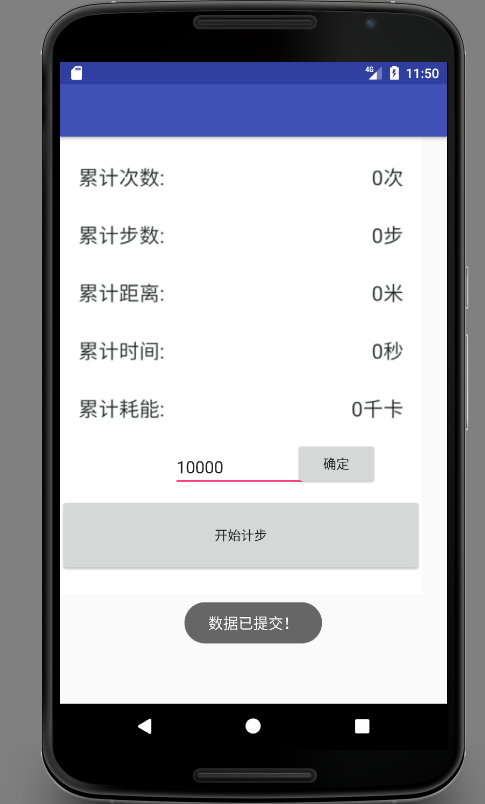 4G 11:50
累计次数: 0次
累计步数: 0步
累计距离: 0米
累计时间: 0秒
累计耗能: 0千卡
10000 确定
开始计步
数据已提交!